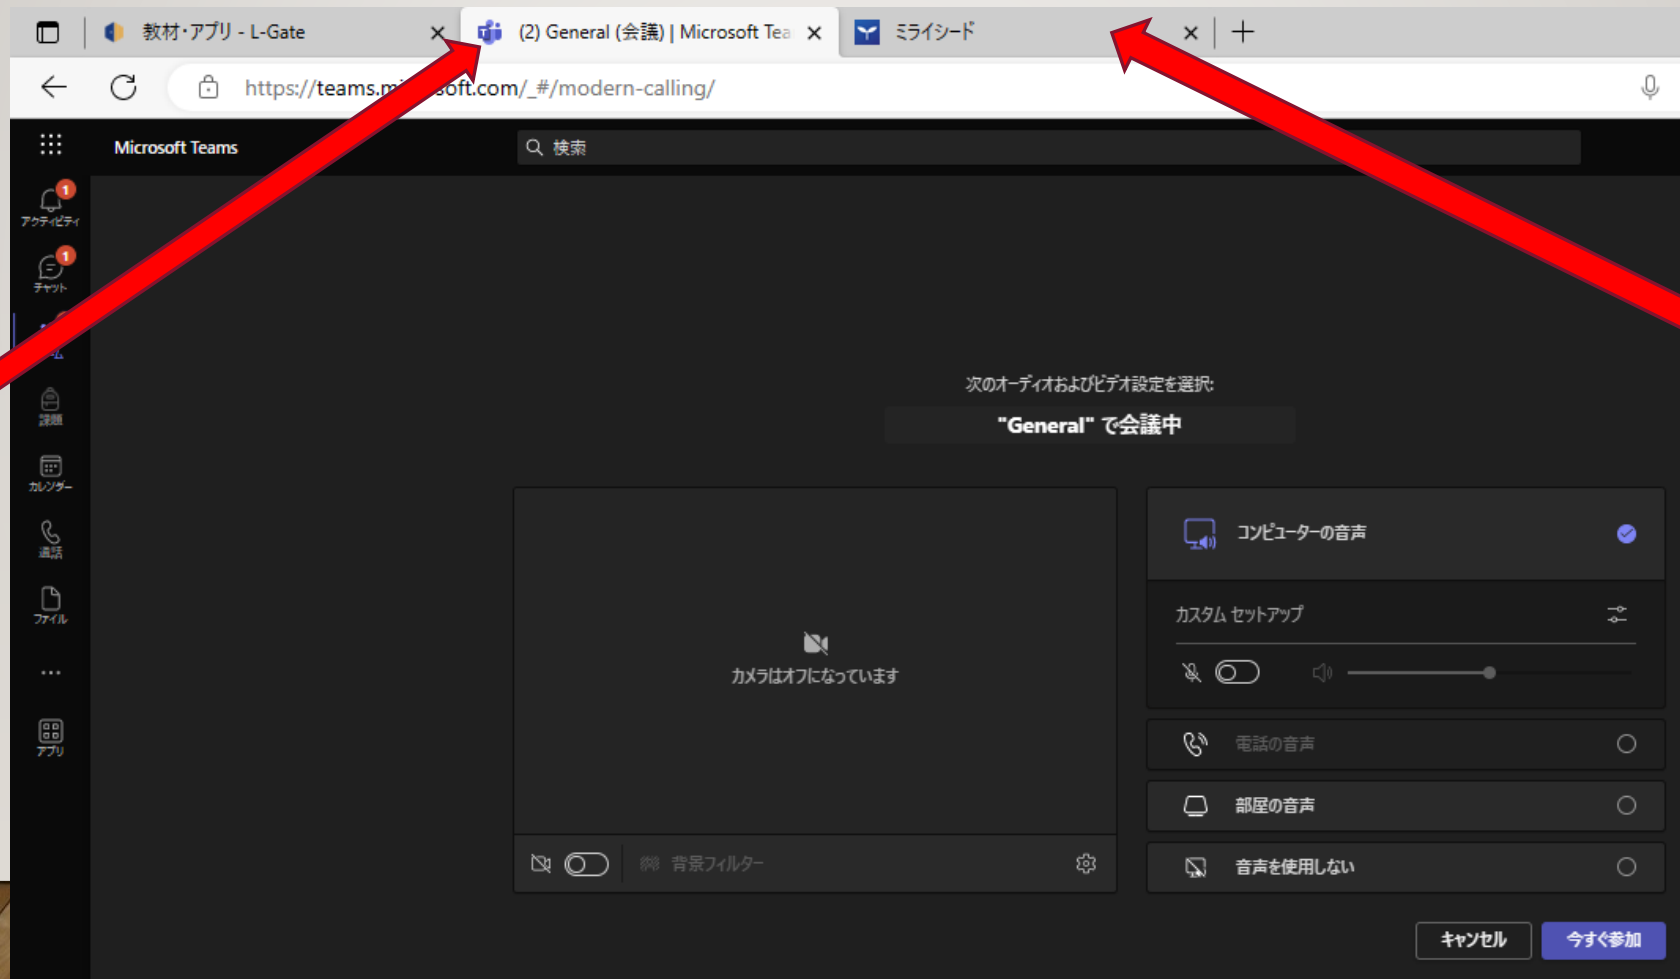 教材・アプリ - L-Gate
(2) General (会議) | Microsoft Tea
ミライシード
https://teams.microsoft.com/_#/modern-calling/
Microsoft Teams
検索
1
アクティビティ
1
チャット
課題
カレンダー
通話
ファイル
アプリ
次のオーディオおよびビデオ設定を選択:
"General" で会議中
カメラはオフになっています
背景フィルター
コンピューターの音声
カスタム セットアップ
電話の音声
部屋の音声
音声を使用しない
キャンセル
今すぐ参加